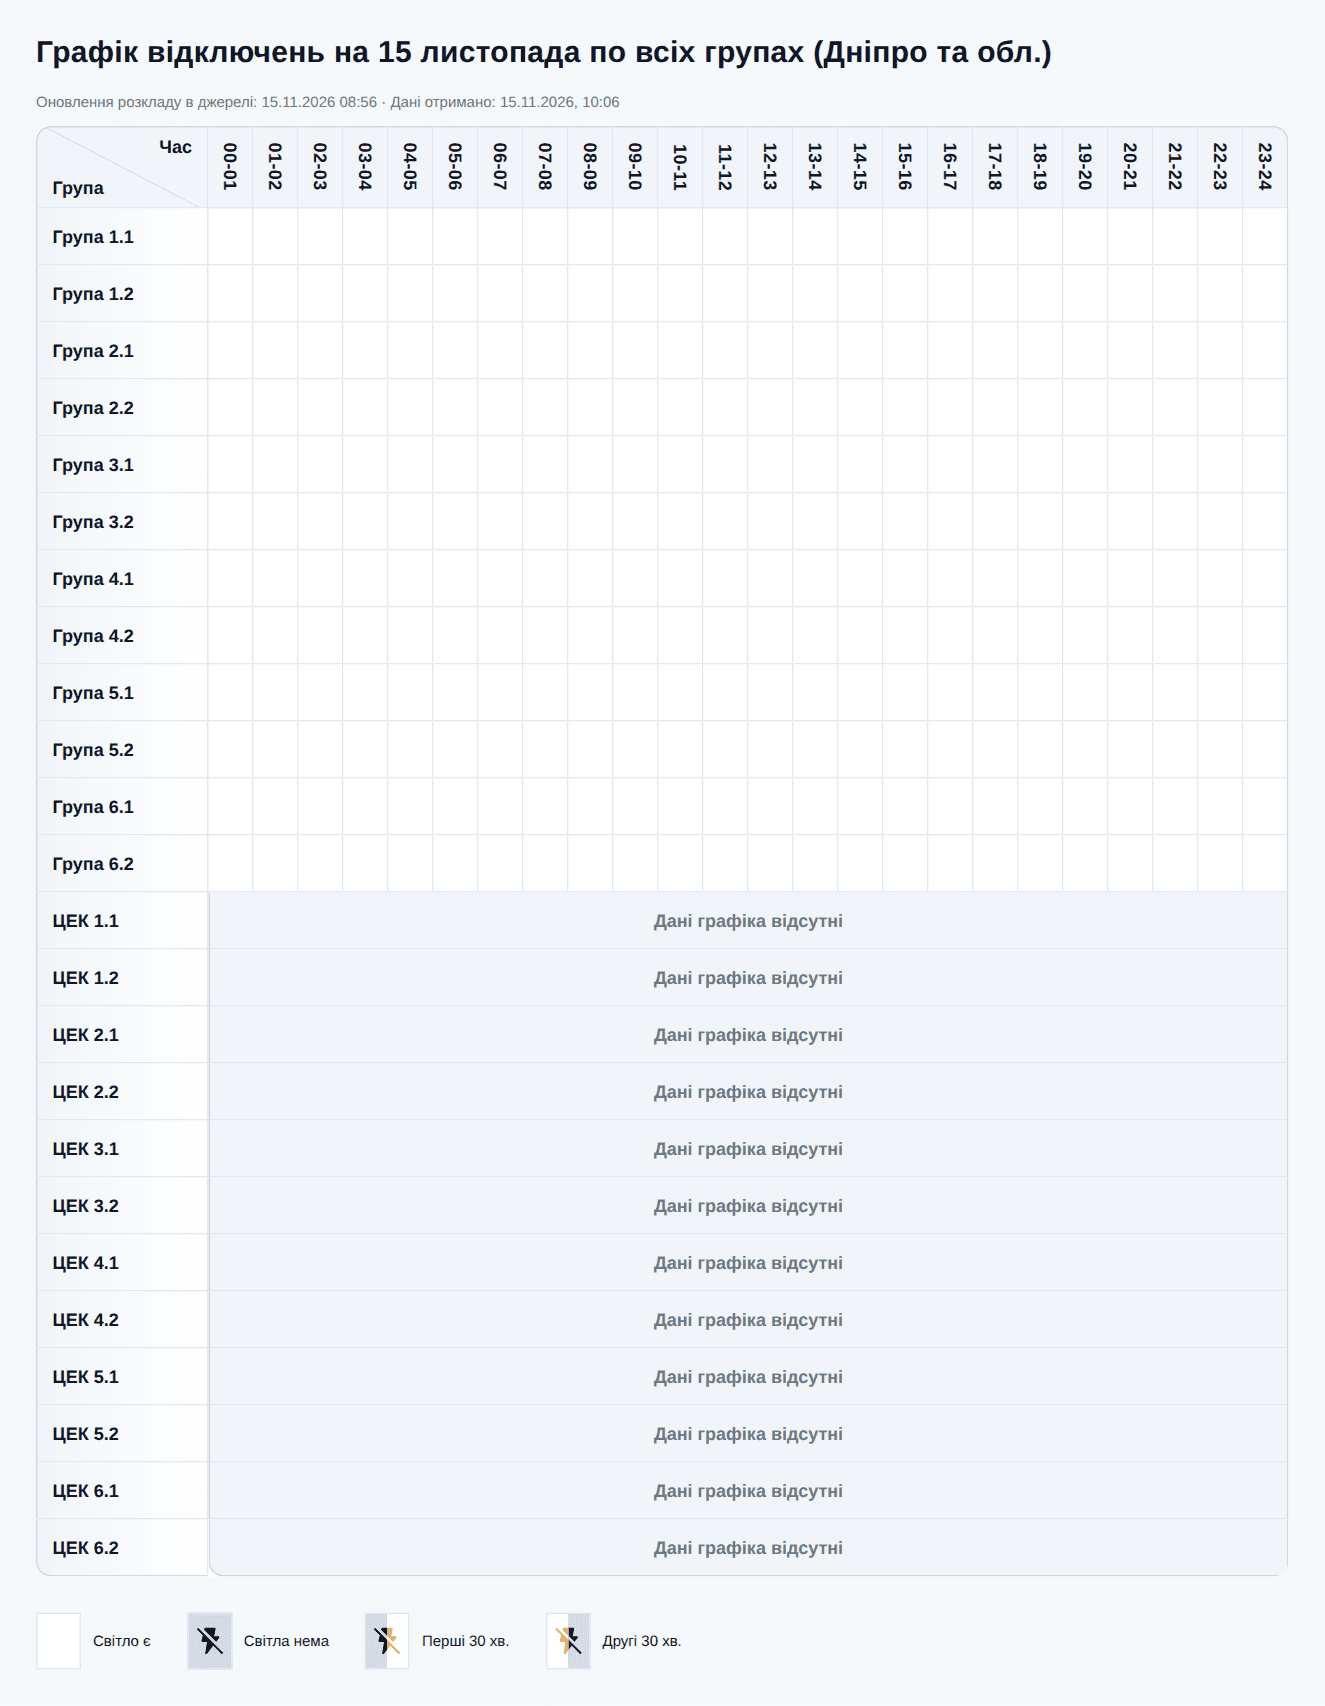 Графік відключень на 15 листопада по всіх групах (Дніпро та обл.)
Оновлення розкладу в джерелі: 15.11.2026 08:56 · Дані отримано: 15.11.2026, 10:06
Час
Група
00-01 01-02 02-03 03-04 04-05 05-06 06-07 07-08 08-09 09-10 10-11 11-12 12-13 13-14 14-15 15-16 16-17 17-18 18-19 19-20 20-21 21-22 22-23 23-24
Група 1.1
Група 1.2
Група 2.1
Група 2.2
Група 3.1
Група 3.2
Група 4.1
Група 4.2
Група 5.1
Група 5.2
Група 6.1
Група 6.2
ЦЕК 1.1 Дані графіка відсутні
ЦЕК 1.2 Дані графіка відсутні
ЦЕК 2.1 Дані графіка відсутні
ЦЕК 2.2 Дані графіка відсутні
ЦЕК 3.1 Дані графіка відсутні
ЦЕК 3.2 Дані графіка відсутні
ЦЕК 4.1 Дані графіка відсутні
ЦЕК 4.2 Дані графіка відсутні
ЦЕК 5.1 Дані графіка відсутні
ЦЕК 5.2 Дані графіка відсутні
ЦЕК 6.1 Дані графіка відсутні
ЦЕК 6.2 Дані графіка відсутні
Світло є Світла нема Перші 30 хв. Другі 30 хв.